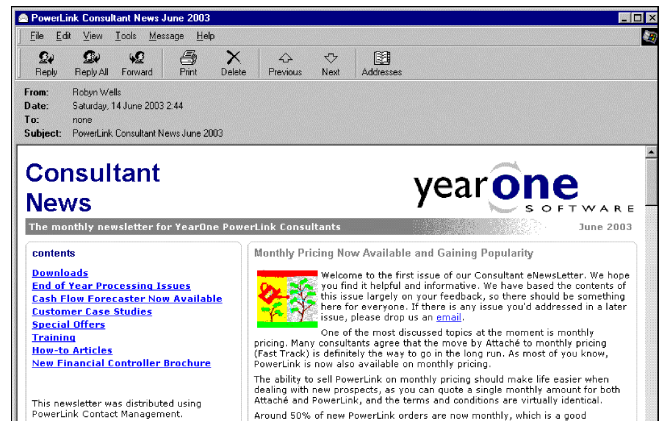 PowerLink Consultant News June 2003
File Edit View Tools Message Help
Reply Reply All Forward Print Delete Previous Next Addresses
From: Robyn Wells
Date: Saturday, 14 June 2003 2:44
To: none
Subject: PowerLink Consultant News June 2003
Consultant
News
yearone
SOFTWARE
The monthly newsletter for YearOne PowerLink Consultants
June 2003
contents
Downloads
End of Year Processing Issues
Cash Flow Forecaster Now Available
Customer Case Studies
Special Offers
Training
How-to Articles
New Financial Controller Brochure
This newsletter was distributed using
PowerLink Contact Management.
Monthly Pricing Now Available and Gaining Popularity
Welcome to the first issue of our Consultant eNewsLetter. We hope
you find it helpful and informative. We have based the contents of
this issue largely on your feedback, so there should be something
here for everyone. If there is any issue you'd addressed in a later
issue, please drop us an email.
One of the most discussed topics at the moment is monthly
pricing. Many consultants agree that the move by Attaché to monthly pricing
(Fast Track) is definitely the way to go in the long run. As most of you know,
PowerLink is now also available on monthly pricing.
The ability to sell PowerLink on monthly pricing should make life easier when
dealing with new prospects, as you can quote a single monthly amount for both
Attaché and PowerLink, and the terms and conditions are virtually identical.
Around 50% of new PowerLink orders are now monthly, which is a good